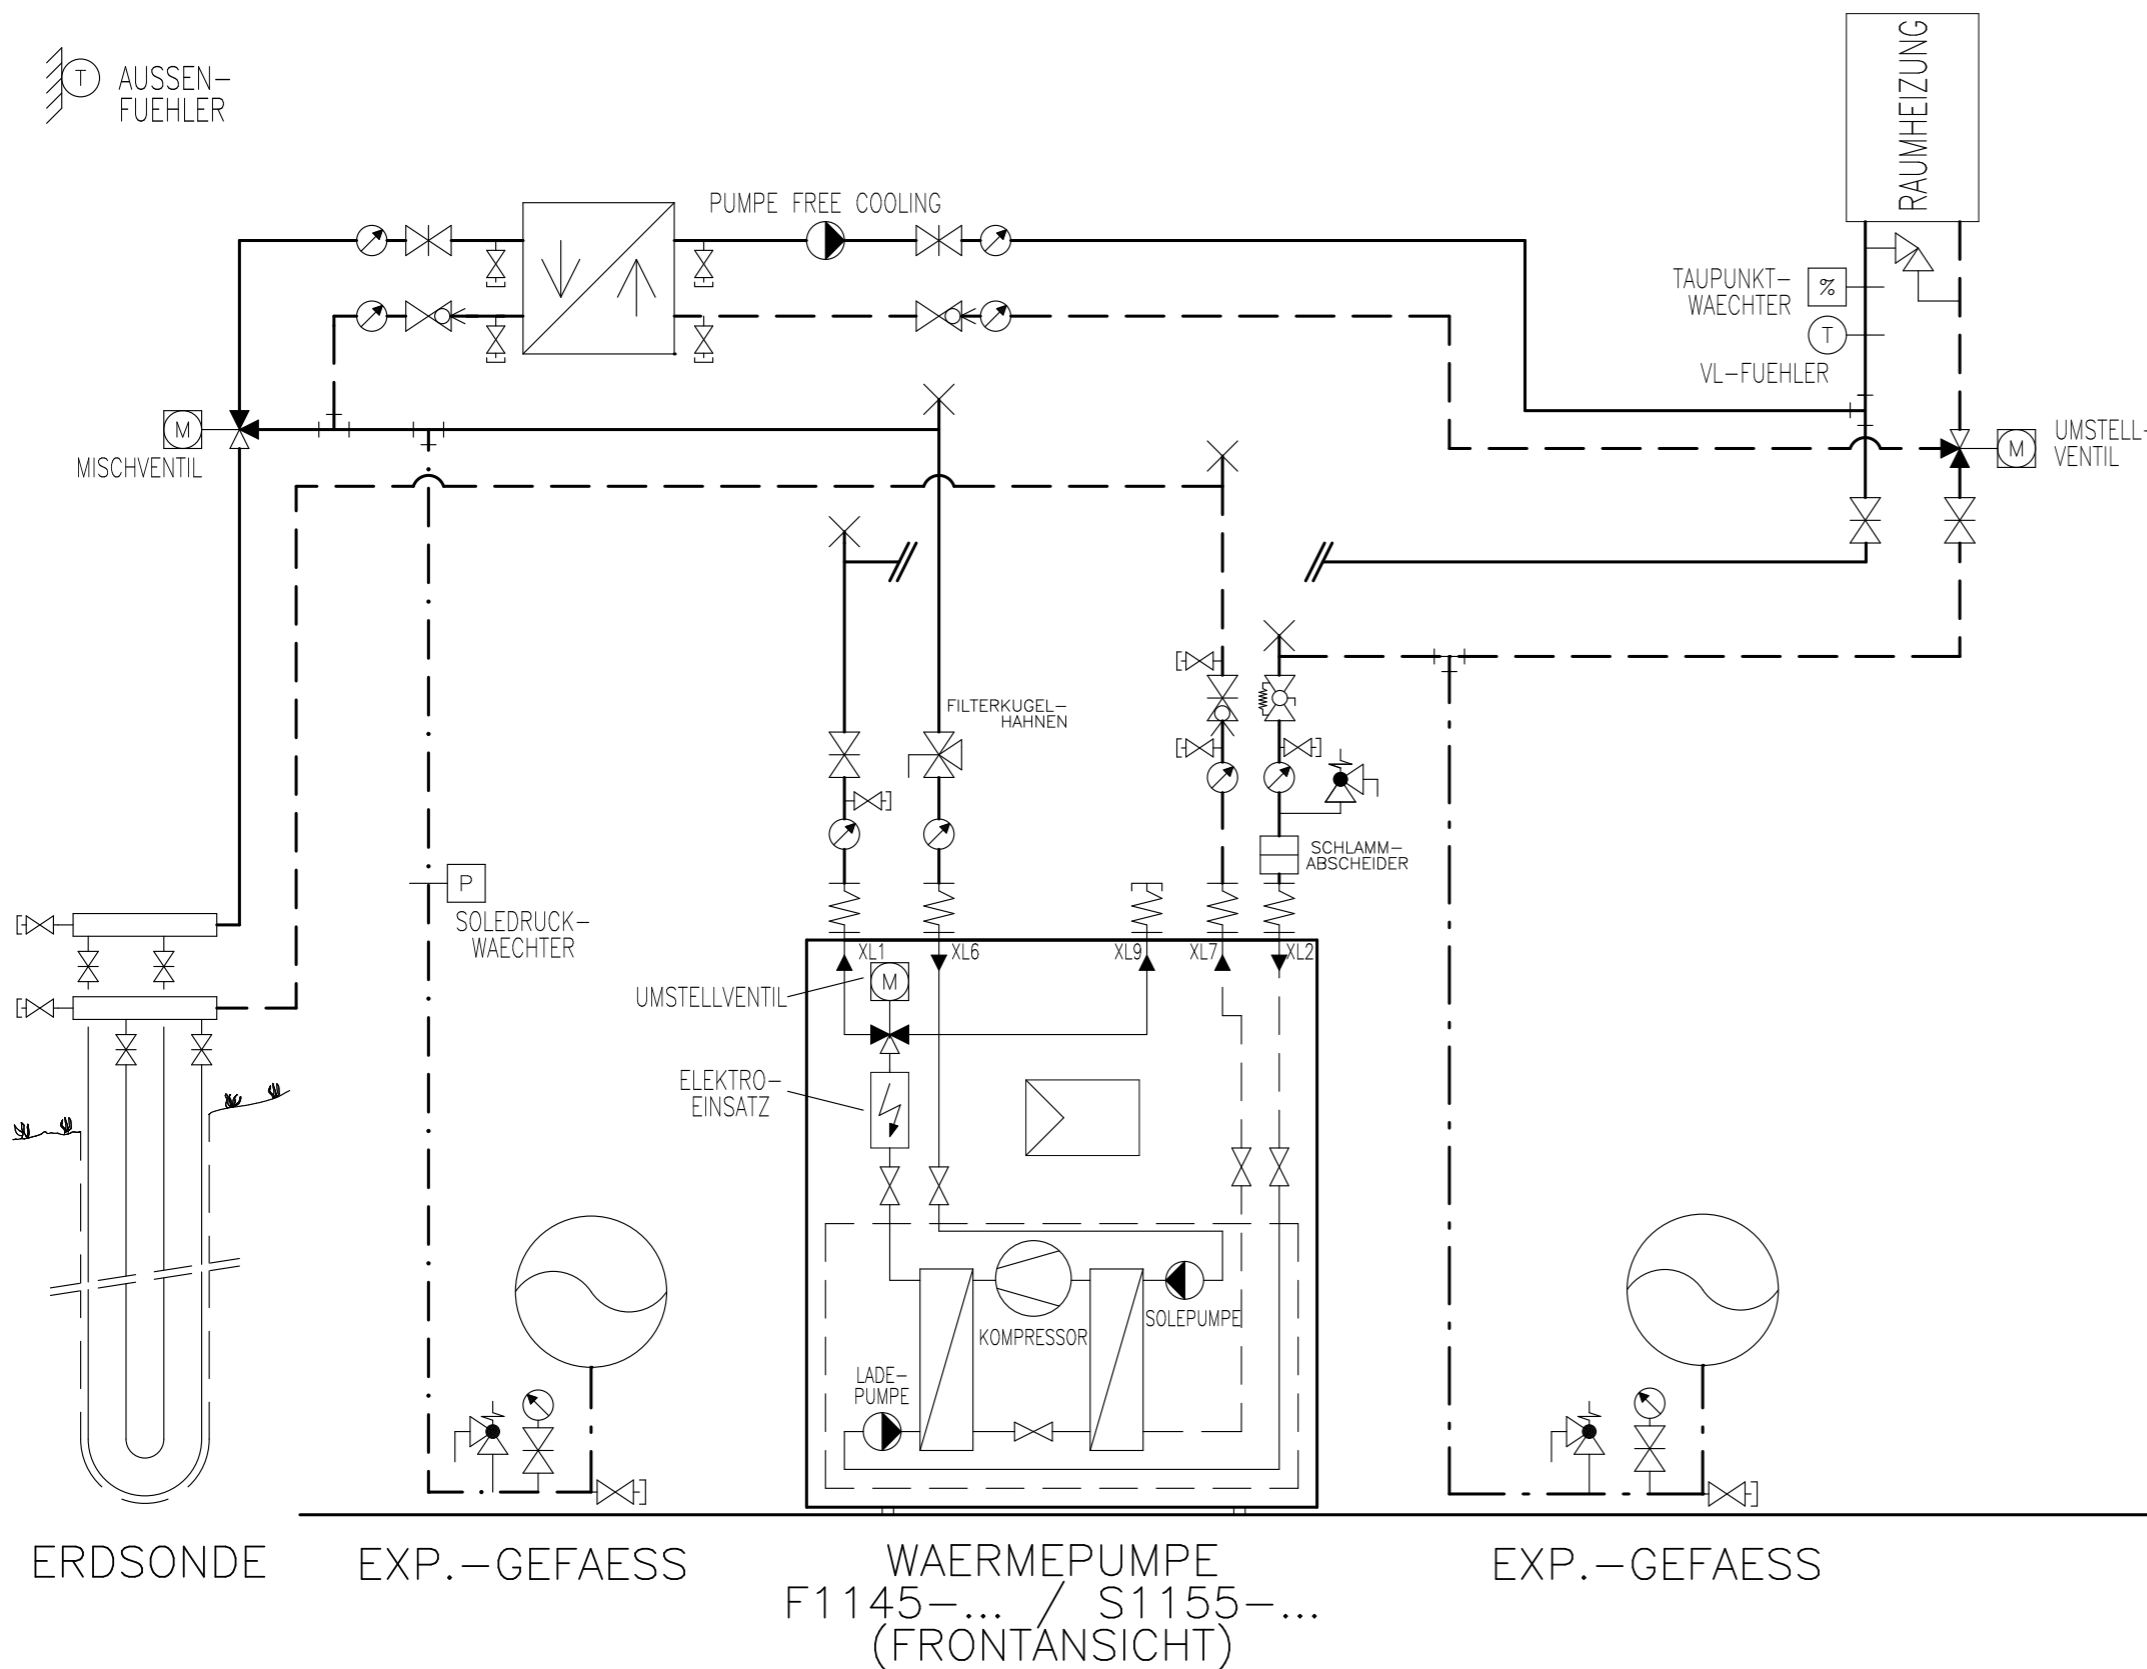 T
AUSSEN-
FUEHLER
RAUMHEIZUNG
PUMPE FREE COOLING
TAUPUNKT-
WAECHTER
%
T
VL-FUEHLER
M
MISCHVENTIL
M
UMSTELL-
VENTIL
FILTERKUGEL-
HAHNEN
SCHLAMM-
ABSCHEIDER
P
SOLEDRUCK-
WAECHTER
XL1
XL6
XL9
XL7
XL2
UMSTELLVENTIL
M
ELEKTRO-
EINSATZ
KOMPRESSOR
SOLEPUMPE
LADE-
PUMPE
ERDSONDE
EXP.-GEFAESS
WAERMEPUMPE
F1145-... / S1155-...
(FRONTANSICHT)
EXP.-GEFAESS